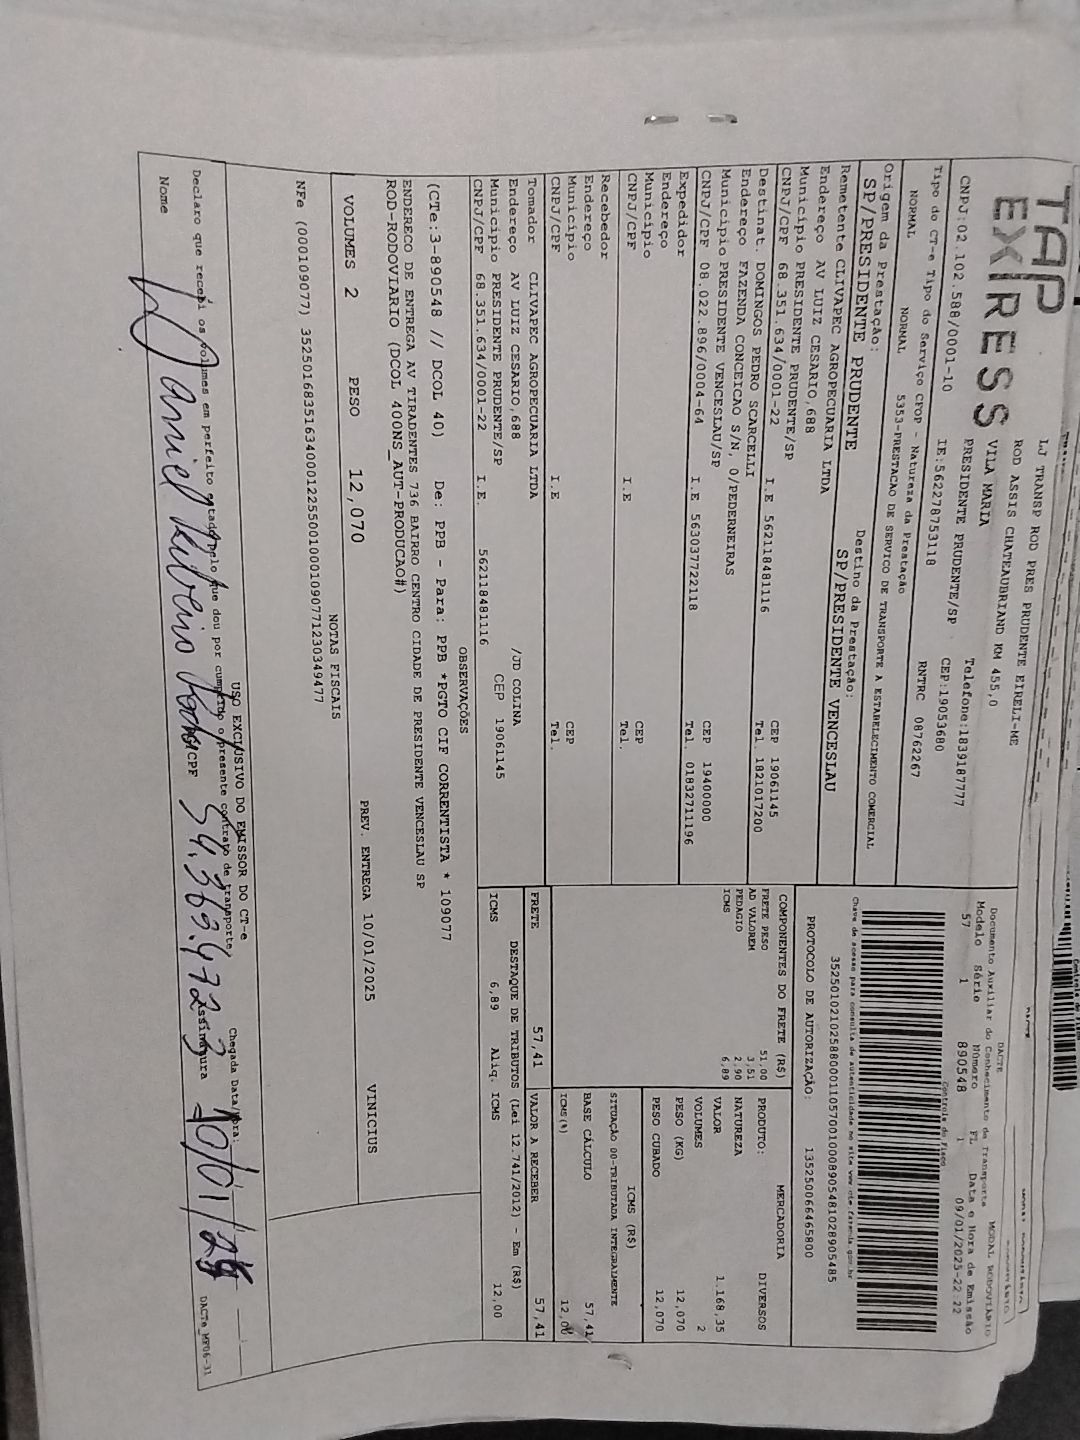 TAP
EXPRESS
LJ TRANSP ROD PRES PRUDENTE EIRELI-ME
ROD ASSIS CHATEAUBRIAND KM 455,0
VILA MARIA
PRESIDENTE PRUDENTE/SP Telefone:1839187777
CNPJ:02.102.588/0001-10 IE:562278753118 CEP:19053680
Tipo do CT-e Tipo do Serviço CFOP - Natureza da Prestação RNTRC 08762267
NORMAL NORMAL 5353-PRESTACAO DE SERVICO DE TRANSPORTE A ESTABELECIMENTO COMERCIAL
Origem da Prestação: Destino da Prestação:
SP/PRESIDENTE PRUDENTE SP/PRESIDENTE VENCESLAU
Remetente CLIVAPEC AGROPECUARIA LTDA
Endereço AV LUIZ CESARIO,688
Município PRESIDENTE PRUDENTE/SP CEP 19061145
CNPJ/CPF 68.351.634/0001-22 I.E 562118481116 Tel. 1821017200
Destinat. DOMINGOS PEDRO SCARCELLI
Endereço FAZENDA CONCEICAO S/N, 0/PEDERNEIRAS
Município PRESIDENTE VENCESLAU/SP CEP 19400000
CNPJ/CPF 08.022.896/0004-64 I.E 563037722118 Tel. 01832711196
Expedidor
Endereço
Município CEP
CNPJ/CPF I.E Tel.
Recebedor
Endereço
Município CEP
CNPJ/CPF I.E Tel.
Tomador CLIVAPEC AGROPECUARIA LTDA
Endereço AV LUIZ CESARIO,688 /JD COLINA
Município PRESIDENTE PRUDENTE/SP CEP 19061145
CNPJ/CPF 68.351.634/0001-22 I.E. 562118481116
DACTE
Documento Auxiliar do Conhecimento de Transporte MODAL RODOVIÁRIO
Modelo Série Número FL Data e Hora de Emissão
57 1 890548 1 09/01/2025-22:22
Controle do Fisco
Chave de acesso para consulta de autenticidade no site www.cte.fazenda.gov.br
35250102102588000110570010008905481028905485
PROTOCOLO DE AUTORIZAÇÃO: 135250066465800
COMPONENTES DO FRETE (R$)
FRETE PESO 51,00
AD VALOREM 3,51
PEDAGIO 2,90
ICMS 6,89
MERCADORIA
PRODUTO: DIVERSOS
NATUREZA
VALOR 1.168,35
VOLUMES 2
PESO (KG) 12,070
PESO CUBADO 12,070
ICMS (R$)
SITUAÇÃO 00-TRIBUTADA INTEGRALMENTE
BASE CÁLCULO 57,41
ICMS (%) 12,00
FRETE 57,41 VALOR A RECEBER 57,41
DESTAQUE DE TRIBUTOS (Lei 12.741/2012) - Em (R$)
ICMS 6,89 Aliq. ICMS 12,00
OBSERVAÇÕES
(CTe:3-890548 // DCOL 40) De: PPB - Para: PPB *PGTO CIF CORRENTISTA * 109077
ENDERECO DE ENTREGA AV TIRADENTES 736 BAIRRO CENTRO CIDADE DE PRESIDENTE VENCESLAU SP
ROD-RODOVIARIO (DCOL 400NS_AUT-PRODUCAO#)
VOLUMES 2 PESO 12,070 PREV. ENTREGA 10/01/2025 VINICIUS
NOTAS FISCAIS
NFe (000109077) 35250168351634000122550010001090771230349477
USO EXCLUSIVO DO EMISSOR DO CT-e
Declaro que recebi os volumes em perfeito estado pelo que dou por cumprido o presente contrato de transporte, Chegada Data/Hora:
Nome Daniel Ribeiro CPF 54.363.472 3 Assinatura 10/01/25
DACTe_MF06-31